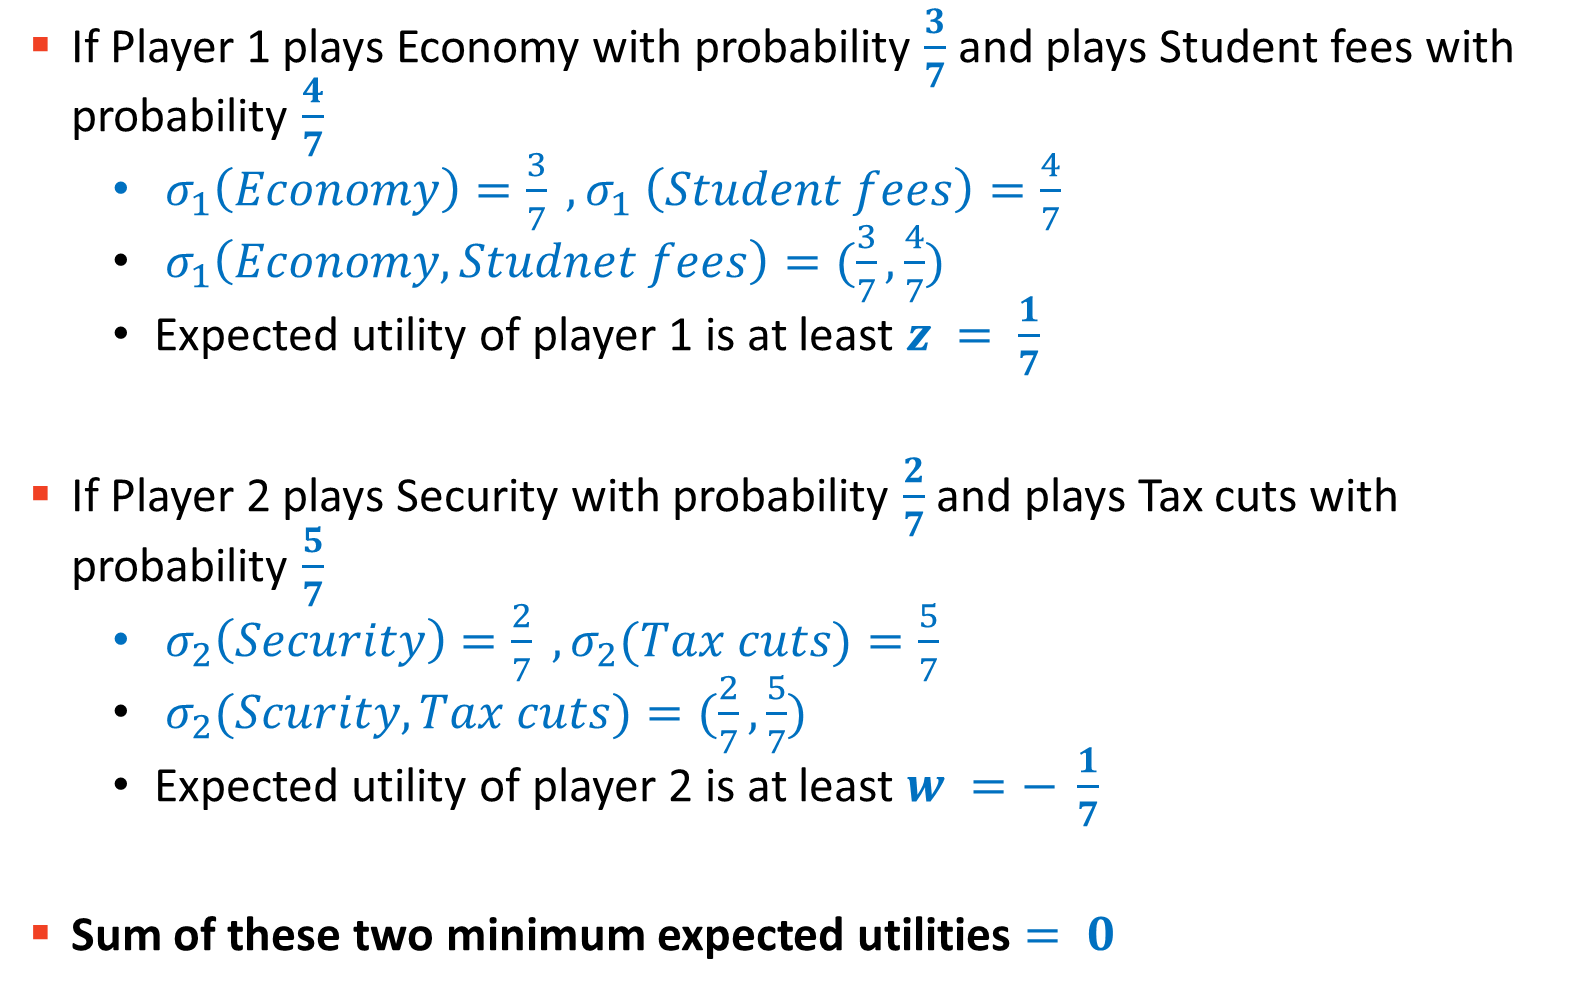 ▪ If Player 1 plays Economy with probability 3/7 and plays Student fees with
probability 4/7
• σ₁(Economy) = 3/7 , σ₁ (Student fees) = 4/7
• σ₁(Economy, Studnet fees) = (3/7, 4/7)
• Expected utility of player 1 is at least z = 1/7
▪ If Player 2 plays Security with probability 2/7 and plays Tax cuts with
probability 5/7
• σ₂(Security) = 2/7 , σ₂(Tax cuts) = 5/7
• σ₂(Scurity, Tax cuts) = (2/7, 5/7)
• Expected utility of player 2 is at least w = − 1/7
▪ Sum of these two minimum expected utilities = 0